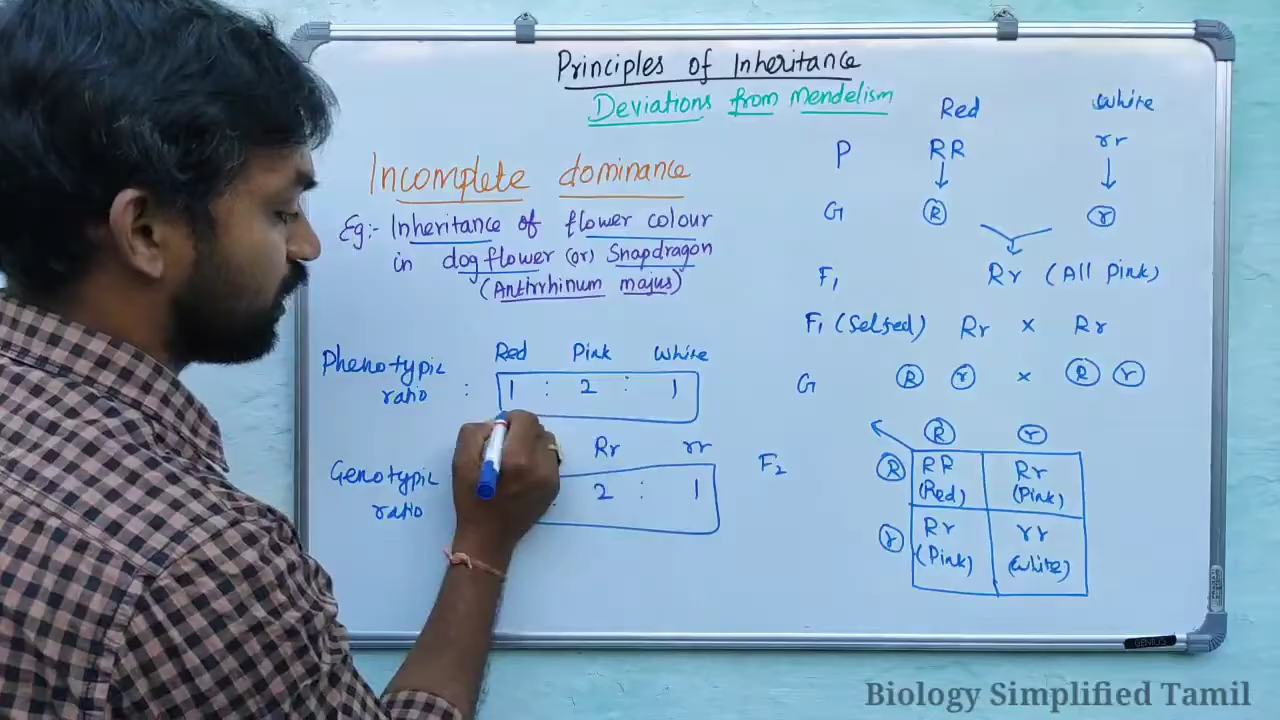 Principles of Inheritance
Deviations from Mendelism
Incomplete dominance
Eg:- Inheritance of flower colour
in dog flower (or) Snapdragon
(Antirrhinum majus)
Red Pink White
Phenotypic ratio : 1 : 2 : 1
Rr rr
Genotypic ratio 2 : 1
Red White
P RR rr
G R r
F₁ Rr (All Pink)
F₁ (Selfed) Rr × Rr
G R r × R r
R r
F₂ R RR (Red) Rr (Pink)
r Rr (Pink) rr (White)
GENIUS
Biology Simplified Tamil